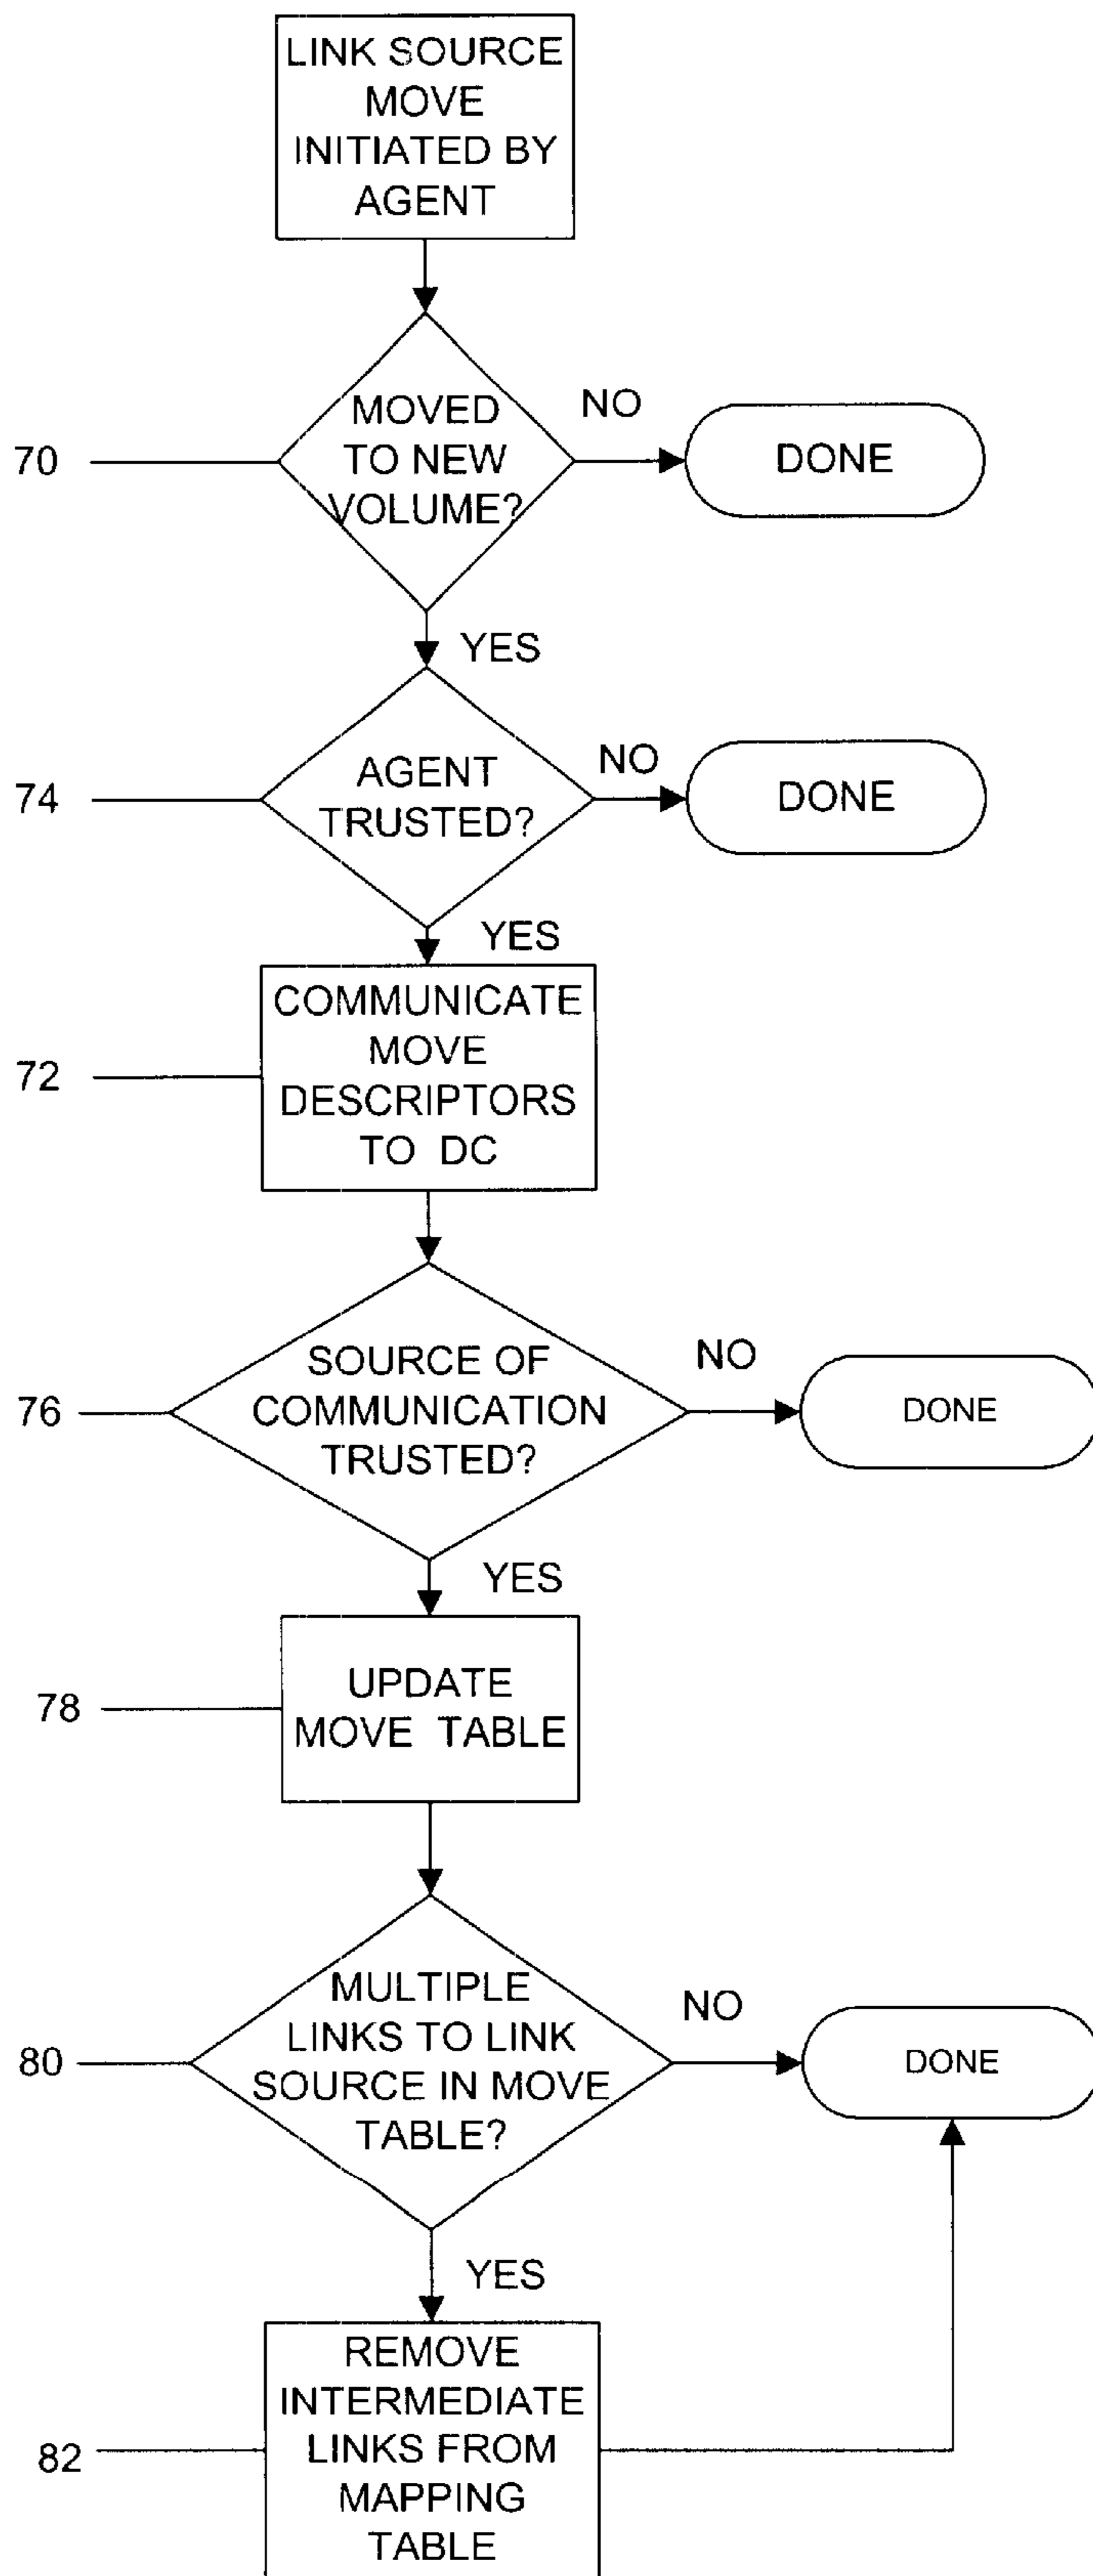 LINK SOURCE
MOVE
INITIATED BY
AGENT
MOVED
TO NEW
VOLUME?
NO
DONE
70
YES
AGENT
TRUSTED?
NO
DONE
74
YES
COMMUNICATE
MOVE
DESCRIPTORS
TO DC
72
SOURCE OF
COMMUNICATION
TRUSTED?
NO
DONE
76
YES
UPDATE
MOVE TABLE
78
MULTIPLE
LINKS TO LINK
SOURCE IN MOVE
TABLE?
NO
DONE
80
YES
REMOVE
INTERMEDIATE
LINKS FROM
MAPPING
TABLE
82